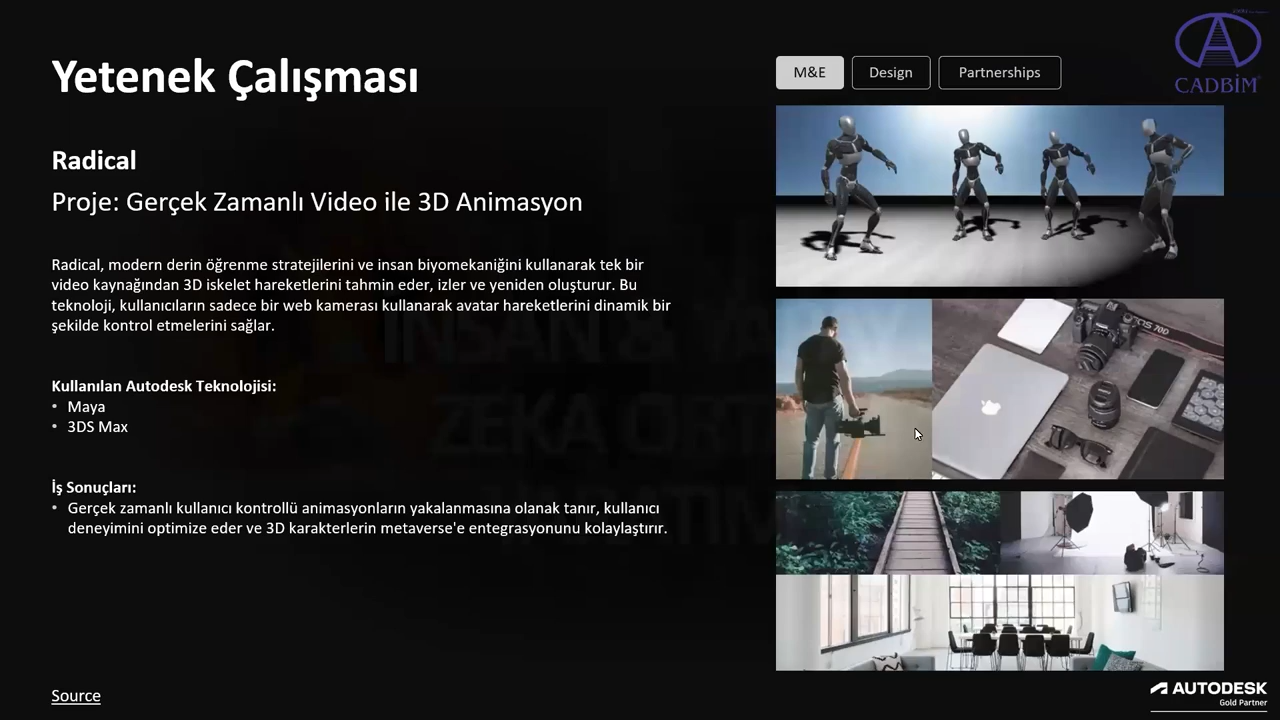 Yetenek Çalışması
M&E
Design
Partnerships
CADBİM
Radical
Proje: Gerçek Zamanlı Video ile 3D Animasyon
Radical, modern derin öğrenme stratejilerini ve insan biyomekaniğini kullanarak tek bir
video kaynağından 3D iskelet hareketlerini tahmin eder, izler ve yeniden oluşturur. Bu
teknoloji, kullanıcıların sadece bir web kamerası kullanarak avatar hareketlerini dinamik bir
şekilde kontrol etmelerini sağlar.
Kullanılan Autodesk Teknolojisi:
• Maya
• 3DS Max
İş Sonuçları:
• Gerçek zamanlı kullanıcı kontrollü animasyonların yakalanmasına olanak tanır, kullanıcı
deneyimini optimize eder ve 3D karakterlerin metaverse'e entegrasyonunu kolaylaştırır.
INSAN &
ZEKA
70D
Source
AUTODESK
Gold Partner